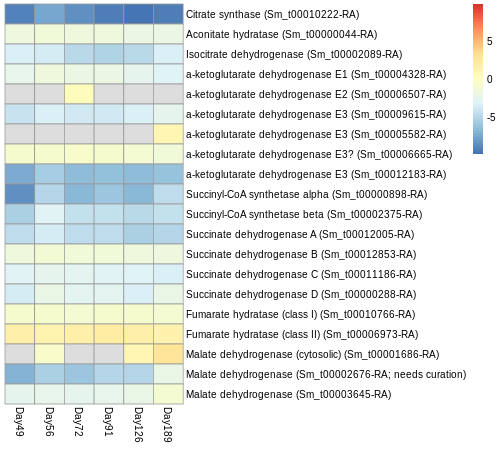 Citrate synthase (Sm_t00010222-RA)
Aconitate hydratase (Sm_t00000044-RA)
Isocitrate dehydrogenase (Sm_t00002089-RA)
a-ketoglutarate dehydrogenase E1 (Sm_t00004328-RA)
a-ketoglutarate dehydrogenase E2 (Sm_t00006507-RA)
a-ketoglutarate dehydrogenase E3 (Sm_t00009615-RA)
a-ketoglutarate dehydrogenase E3 (Sm_t00005582-RA)
a-ketoglutarate dehydrogenase E3? (Sm_t00006665-RA)
a-ketoglutarate dehydrogenase E3 (Sm_t00012183-RA)
Succinyl-CoA synthetase alpha (Sm_t00000898-RA)
Succinyl-CoA synthetase beta (Sm_t00002375-RA)
Succinate dehydrogenase A (Sm_t00012005-RA)
Succinate dehydrogenase B (Sm_t00012853-RA)
Succinate dehydrogenase C (Sm_t00011186-RA)
Succinate dehydrogenase D (Sm_t00000288-RA)
Fumarate hydratase (class I) (Sm_t00010766-RA)
Fumarate hydratase (class II) (Sm_t00006973-RA)
Malate dehydrogenase (cytosolic) (Sm_t00001686-RA)
Malate dehydrogenase (Sm_t00002676-RA; needs curation)
Malate dehydrogenase (Sm_t00003645-RA)
Day49
Day56
Day72
Day91
Day126
Day189
5
0
-5